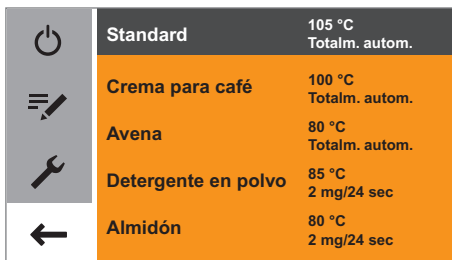 Standard 105 °C
Totalm. autom.
Crema para café 100 °C
Totalm. autom.
Avena 80 °C
Totalm. autom.
Detergente en polvo 85 °C
2 mg/24 sec
Almidón 80 °C
2 mg/24 sec